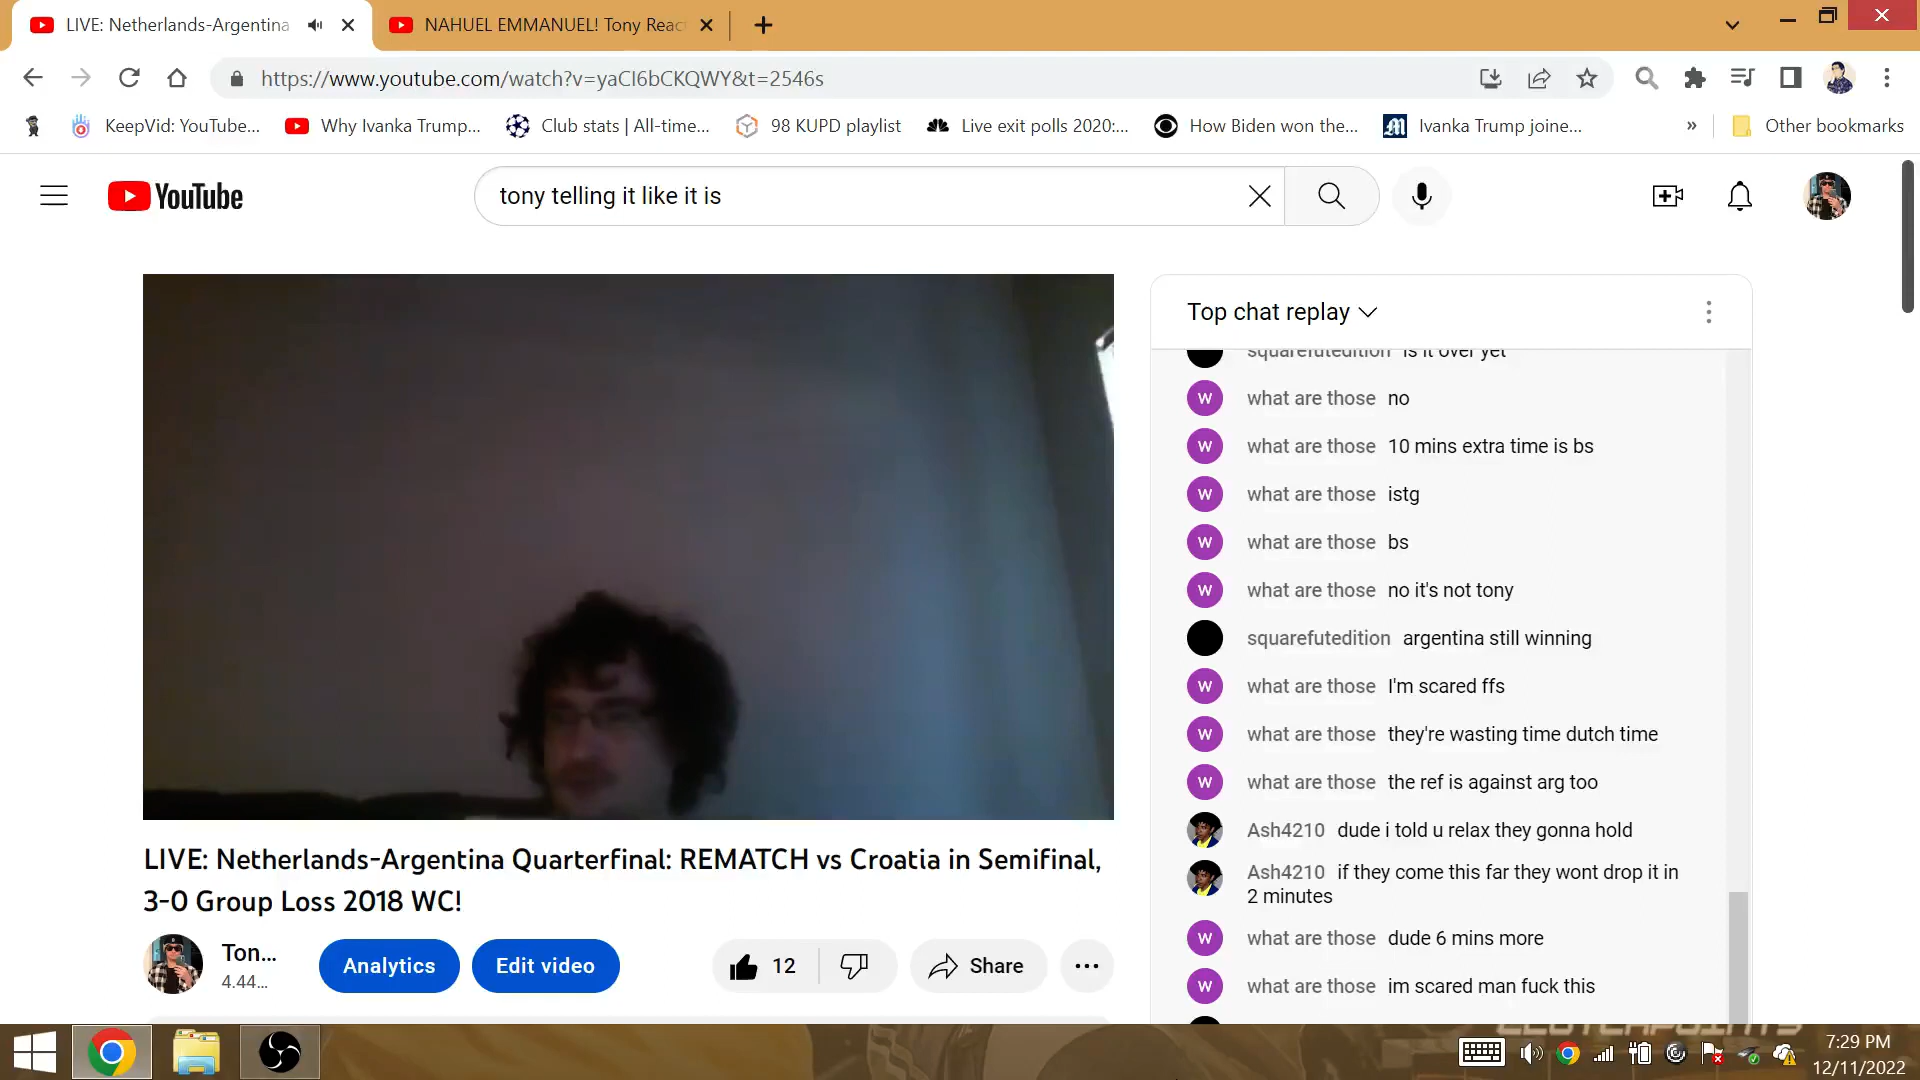 LIVE: Netherlands-Argentina
NAHUEL EMMANUEL! Tony Reac
https://www.youtube.com/watch?v=yaCI6bCKQWY&t=2546s
KeepVid: YouTube...
Why Ivanka Trump...
Club stats | All-time...
98 KUPD playlist
Live exit polls 2020:...
How Biden won the...
Ivanka Trump joine...
»
Other bookmarks
YouTube
tony telling it like it is
Top chat replay
squarefutedition is it over yet
W what are those no
W what are those 10 mins extra time is bs
W what are those istg
W what are those bs
W what are those no it's not tony
squarefutedition argentina still winning
W what are those I'm scared ffs
W what are those they're wasting time dutch time
W what are those the ref is against arg too
Ash4210 dude i told u relax they gonna hold
Ash4210 if they come this far they wont drop it in
2 minutes
W what are those dude 6 mins more
W what are those im scared man fuck this
LIVE: Netherlands-Argentina Quarterfinal: REMATCH vs Croatia in Semifinal,
3-0 Group Loss 2018 WC!
Ton...
4.44...
Analytics
Edit video
12
Share
CLUTCHPOINTS
7:29 PM
12/11/2022